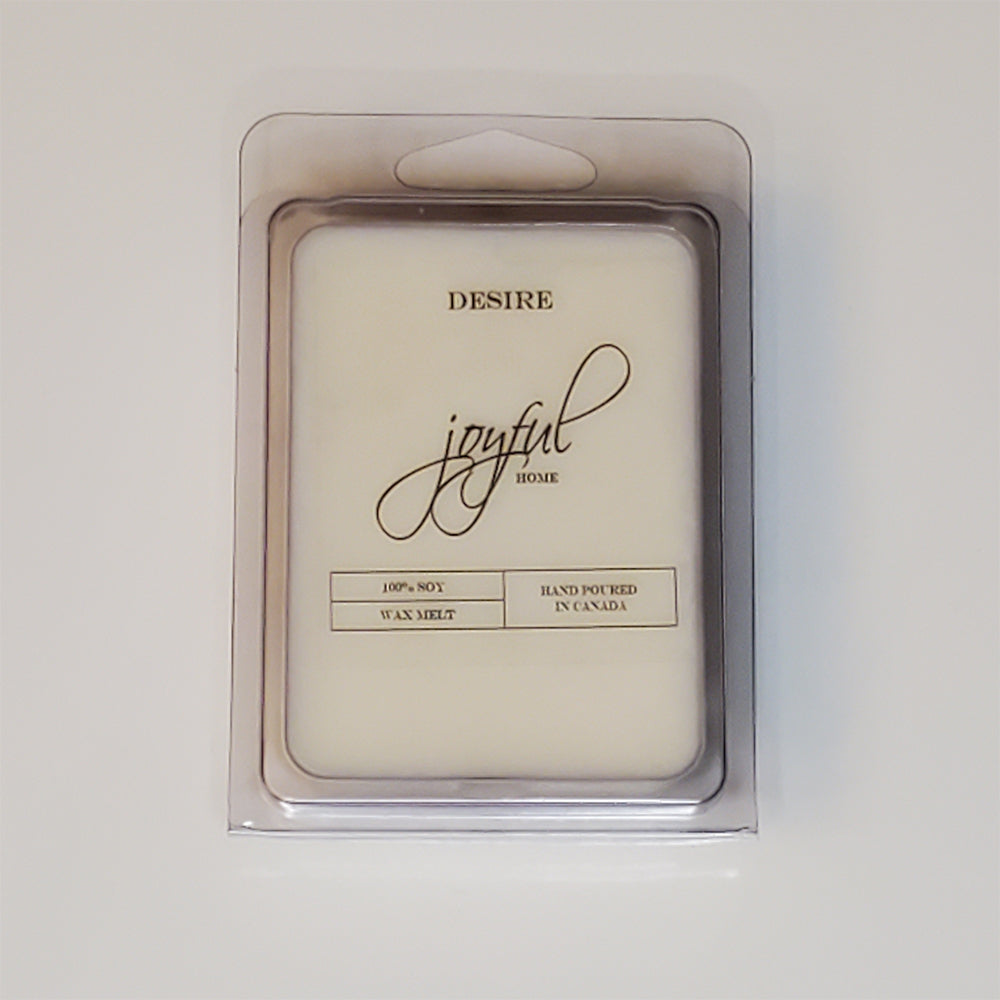 DESIRE
joyful
HOME
100% SOY
WAX MELT
HAND POURED
IN CANADA